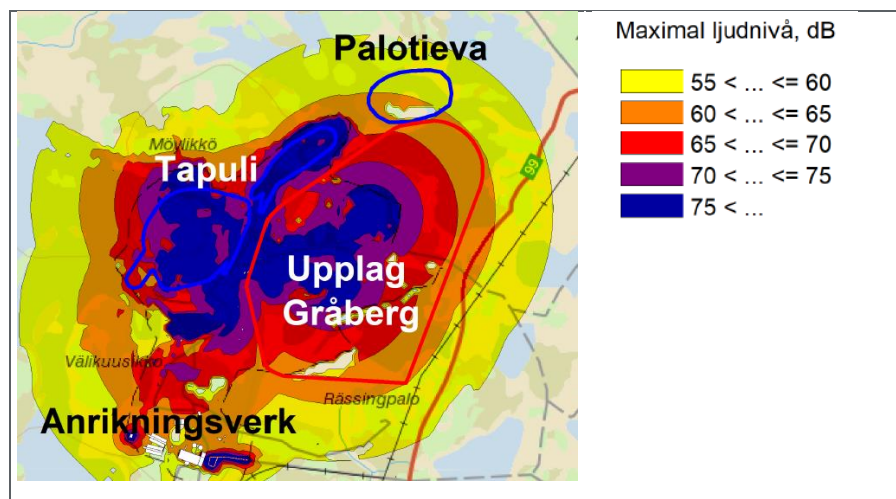 Palotieva
Möylikkö
Tapuli
99
Upplag
Gråberg
Välikuusikko
Rässingpalo
Anrikningsverk
Maximal ljudnivå, dB
55 < ... <= 60
60 < ... <= 65
65 < ... <= 70
70 < ... <= 75
75 < ...